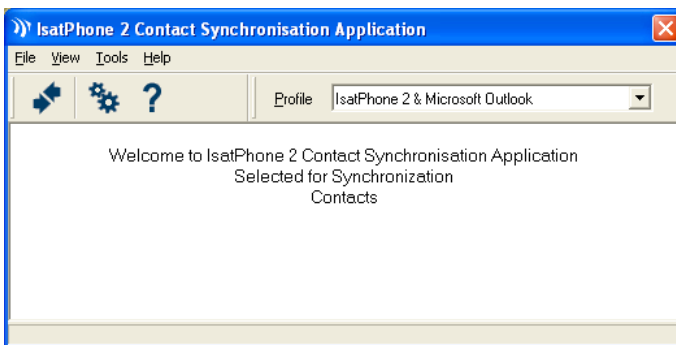 IsatPhone 2 Contact Synchronisation Application
File View Tools Help
? Profile IsatPhone 2 & Microsoft Outlook
Welcome to IsatPhone 2 Contact Synchronisation Application
Selected for Synchronization
Contacts